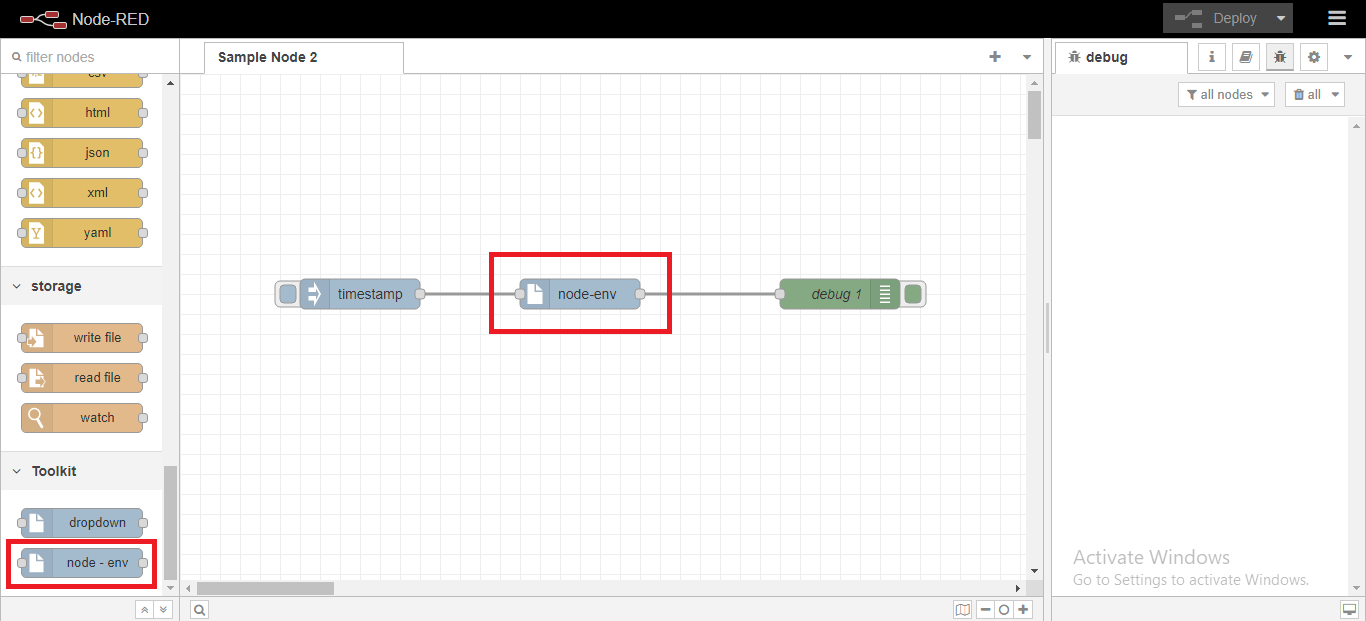 Node-RED
Deploy
filter nodes
Sample Node 2
debug
i
all nodes
all
csv
html
json
xml
yaml
storage
timestamp
node-env
debug 1
write file
read file
watch
Toolkit
dropdown
node - env
Activate Windows
Go to Settings to activate Windows.